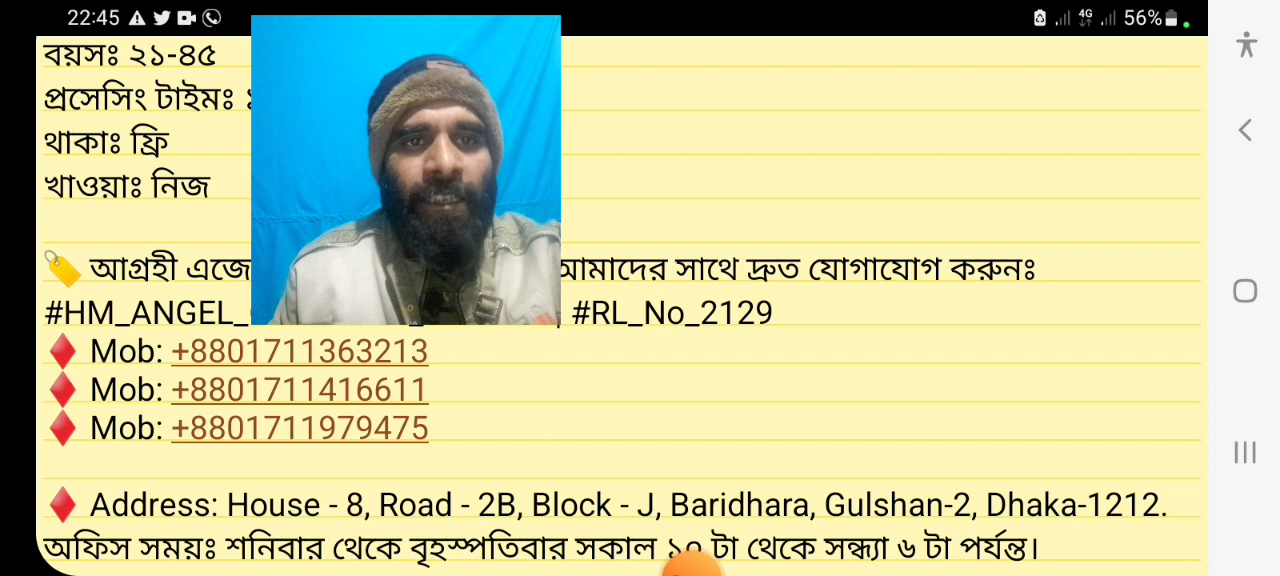 22:45
4G
56%
বয়সঃ ২১-৪৫
প্রসেসিং টাইমঃ
থাকাঃ ফ্রি
খাওয়াঃ নিজ
আগ্রহী আমাদের সাথে দ্রুত যোগাযোগ করুনঃ
#HM_ANGEL_ #RL_No_2129
Mob: +8801711363213
Mob: +8801711416611
Mob: +8801711979475
Address: House - 8, Road - 2B, Block - J, Baridhara, Gulshan-2, Dhaka-1212.
অফিস সময়ঃ শনিবার থেকে বৃহস্পতিবার সকাল ১০ টা থেকে সন্ধ্যা ৬ টা পর্যন্ত।